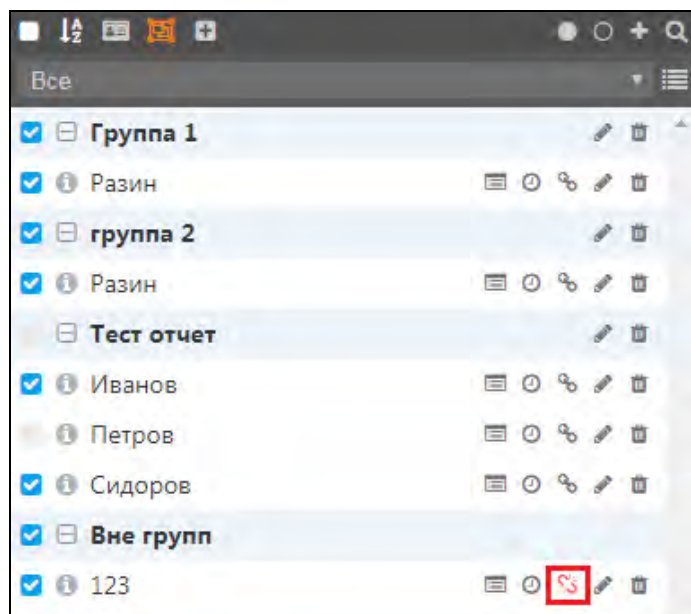 Все
Группа 1
Разин
группа 2
Разин
Тест отчет
Иванов
Петров
Сидоров
Вне групп
123